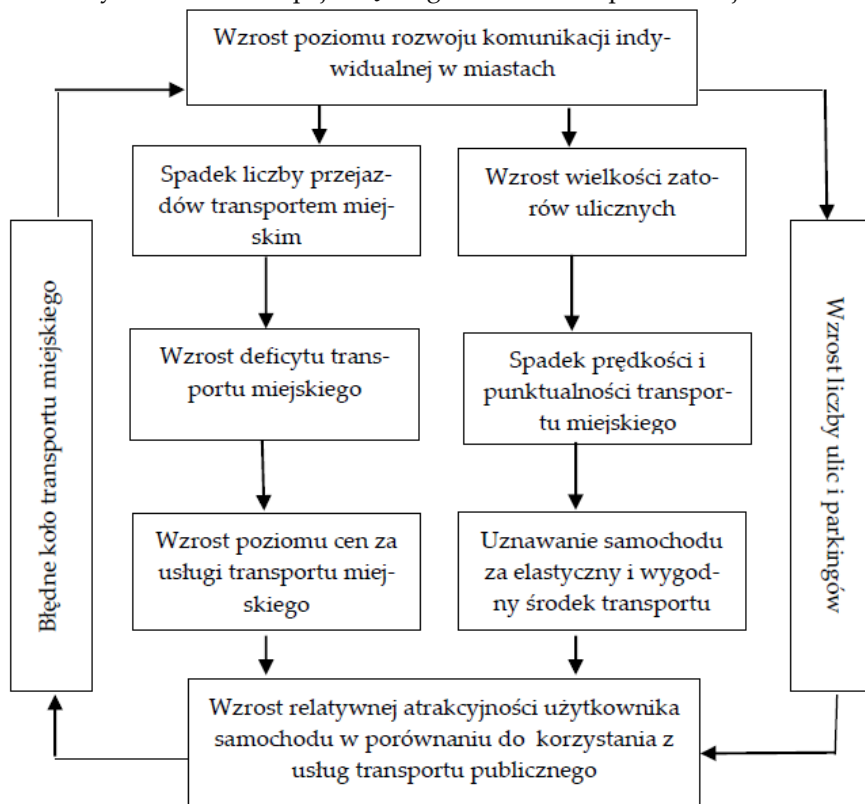 Wzrost poziomu rozwoju komunikacji indy-
widualnej w miastach
Spadek liczby przejaz-
dów transportem miej-
skim
Wzrost wielkości zato-
rów ulicznych
Błędne koło transportu miejskiego
Wzrost liczby ulic i parkingów
Wzrost deficytu trans-
portu miejskiego
Spadek prędkości i
punktualności transpor-
tu miejskiego
Wzrost poziomu cen za
usługi transportu miej-
skiego
Uznawanie samochodu
za elastyczny i wygod-
ny środek transportu
Wzrost relatywnej atrakcyjności użytkownika
samochodu w porównaniu do korzystania z
usług transportu publicznego